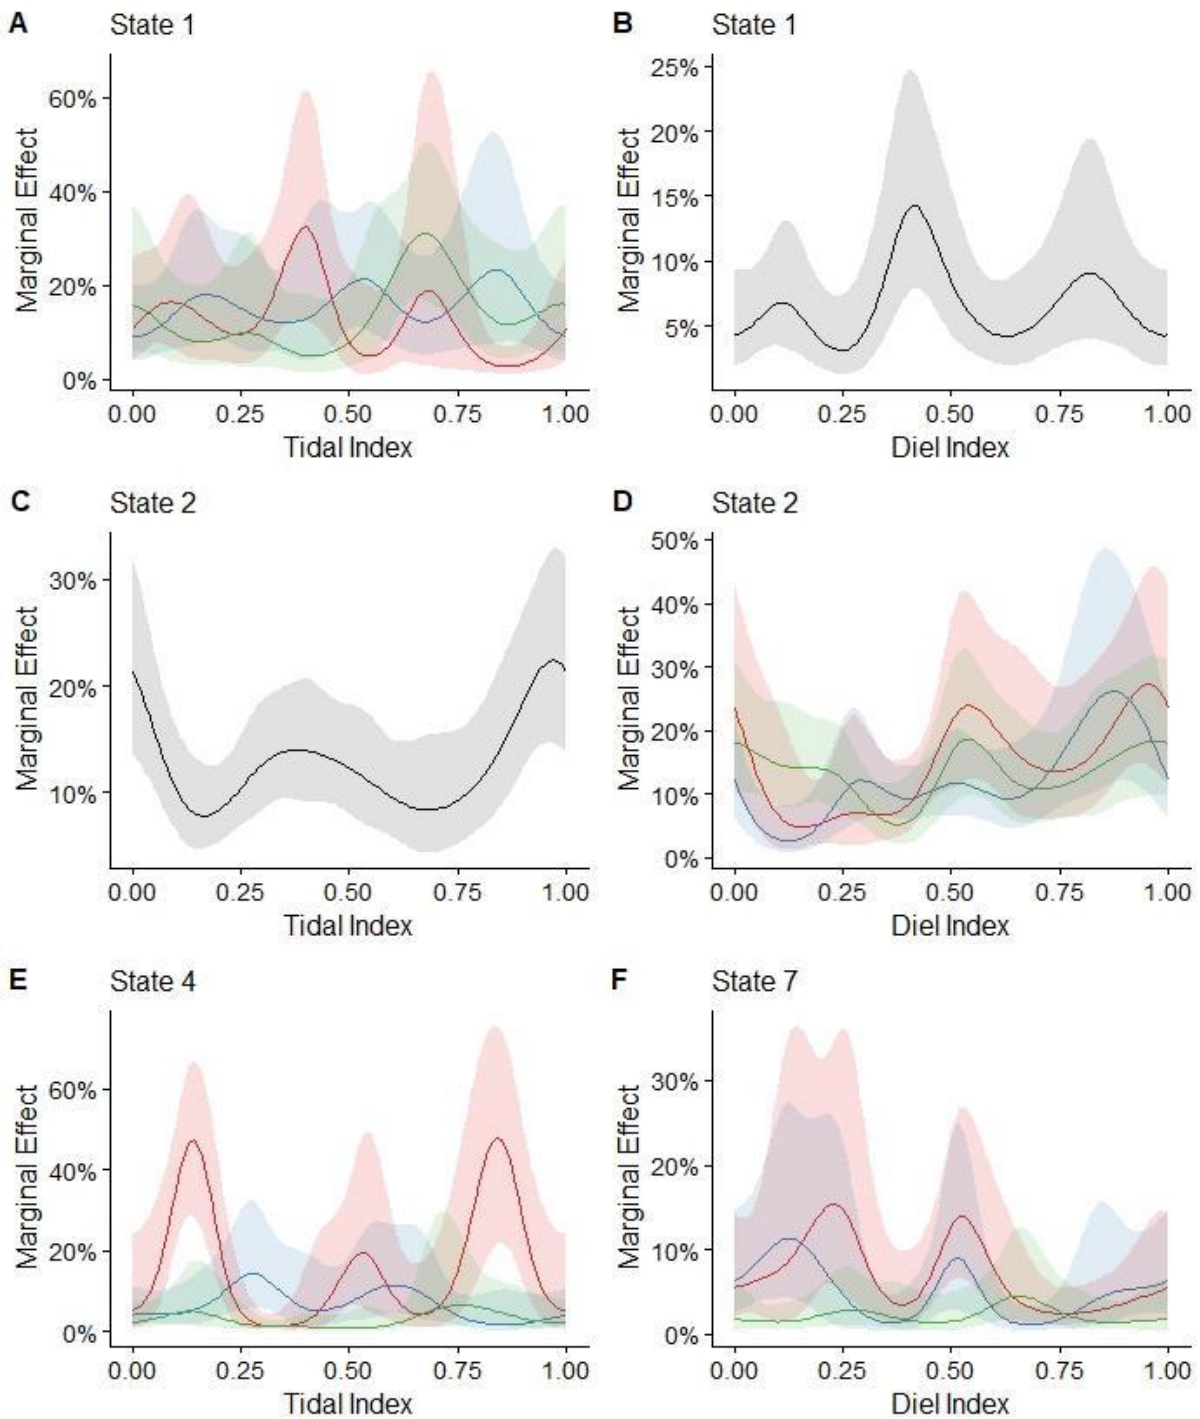 A State 1
Marginal Effect
60%
40%
20%
0%
0.00 0.25 0.50 0.75 1.00
Tidal Index
B State 1
Marginal Effect
25%
20%
15%
10%
5%
0.00 0.25 0.50 0.75 1.00
Diel Index
C State 2
Marginal Effect
30%
20%
10%
0.00 0.25 0.50 0.75 1.00
Tidal Index
D State 2
Marginal Effect
50%
40%
30%
20%
10%
0%
0.00 0.25 0.50 0.75 1.00
Diel Index
E State 4
Marginal Effect
60%
40%
20%
0%
0.00 0.25 0.50 0.75 1.00
Tidal Index
F State 7
Marginal Effect
30%
20%
10%
0%
0.00 0.25 0.50 0.75 1.00
Diel Index